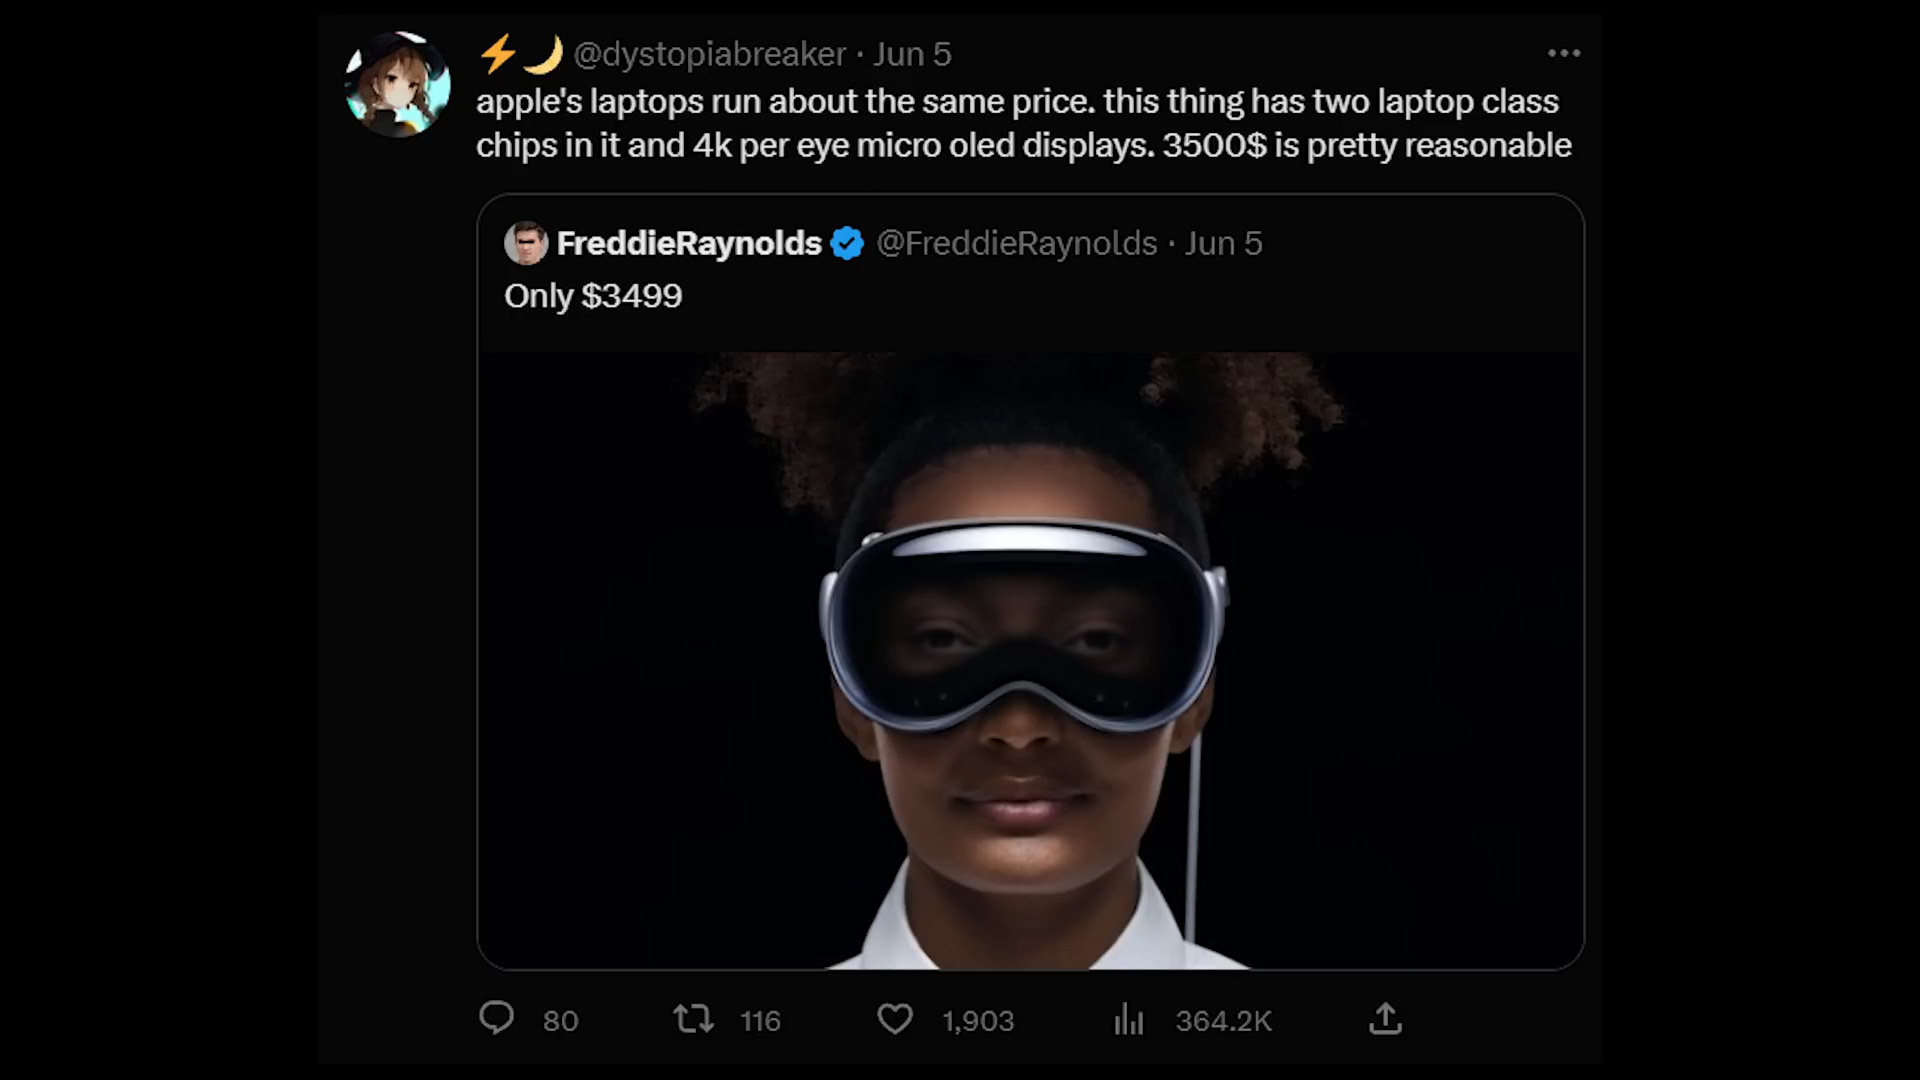 ⚡🌙 @dystopiabreaker · Jun 5
apple's laptops run about the same price. this thing has two laptop class
chips in it and 4k per eye micro oled displays. 3500$ is pretty reasonable
FreddieRaynolds @FreddieRaynolds · Jun 5
Only $3499
80 116 1,903 364.2K